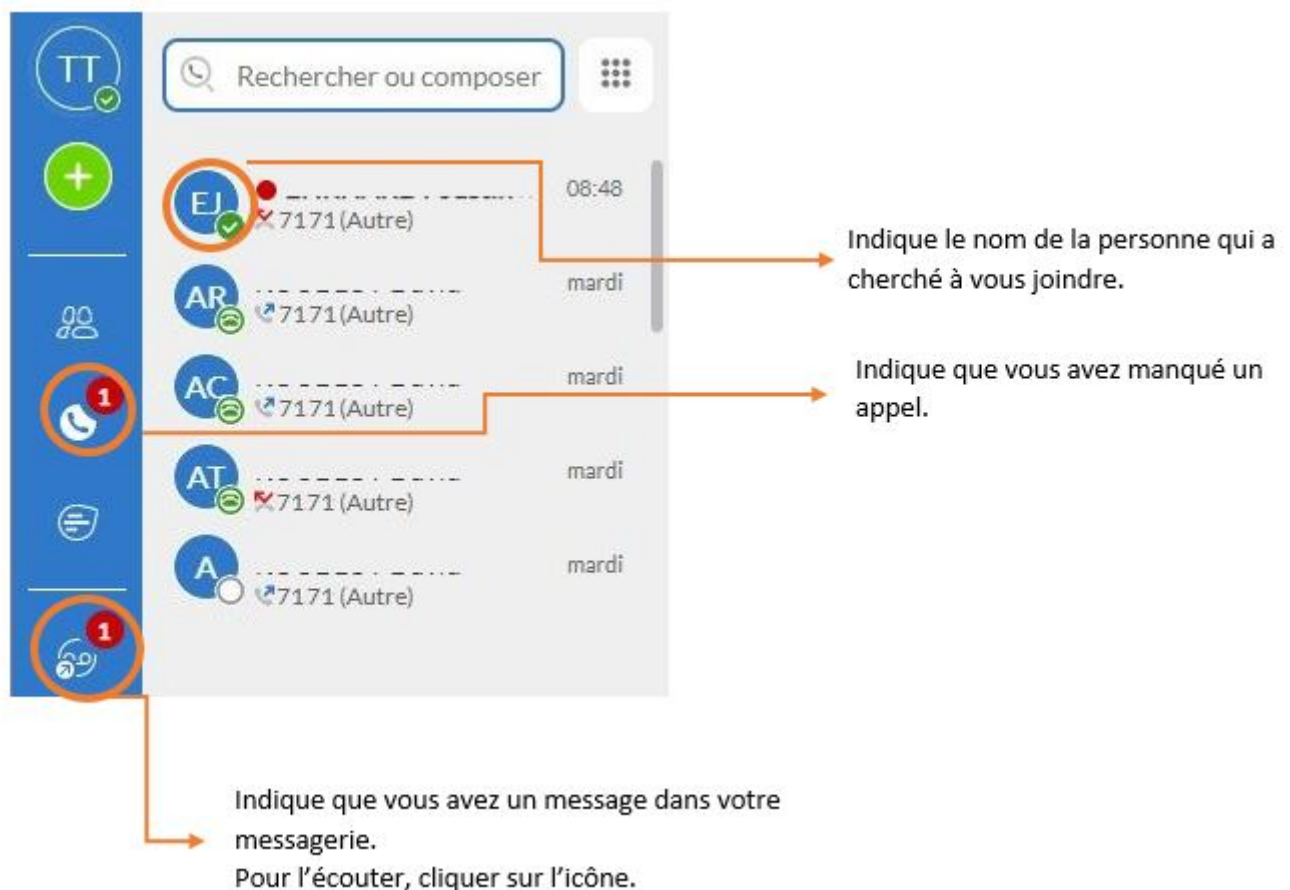 TT
Rechercher ou composer
EJ
08:48
7171(Autre)
AR
mardi
7171(Autre)
1
AC
mardi
7171(Autre)
AT
mardi
7171(Autre)
A
mardi
7171(Autre)
1
Indique le nom de la personne qui a
cherché à vous joindre.
Indique que vous avez manqué un
appel.
Indique que vous avez un message dans votre
messagerie.
Pour l'écouter, cliquer sur l'icône.